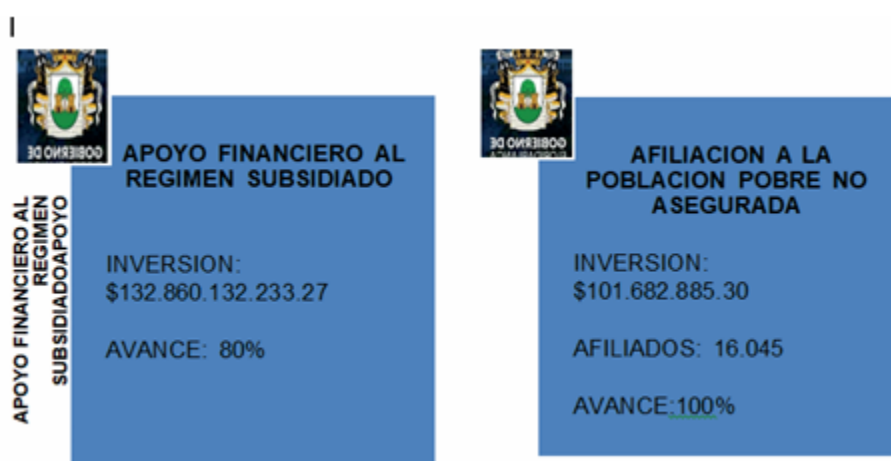 GOBIERNO DE
APOYO FINANCIERO AL
REGIMEN SUBSIDIADO
INVERSION:
$132.860.132.233.27
AVANCE: 80%
APOYO FINANCIERO AL
REGIMEN
SUBSIDIADOAPOYO
GOBIERNO DE
AFILIACION A LA
POBLACION POBRE NO
ASEGURADA
INVERSION:
$101.682.885.30
AFILIADOS: 16.045
AVANCE:100%